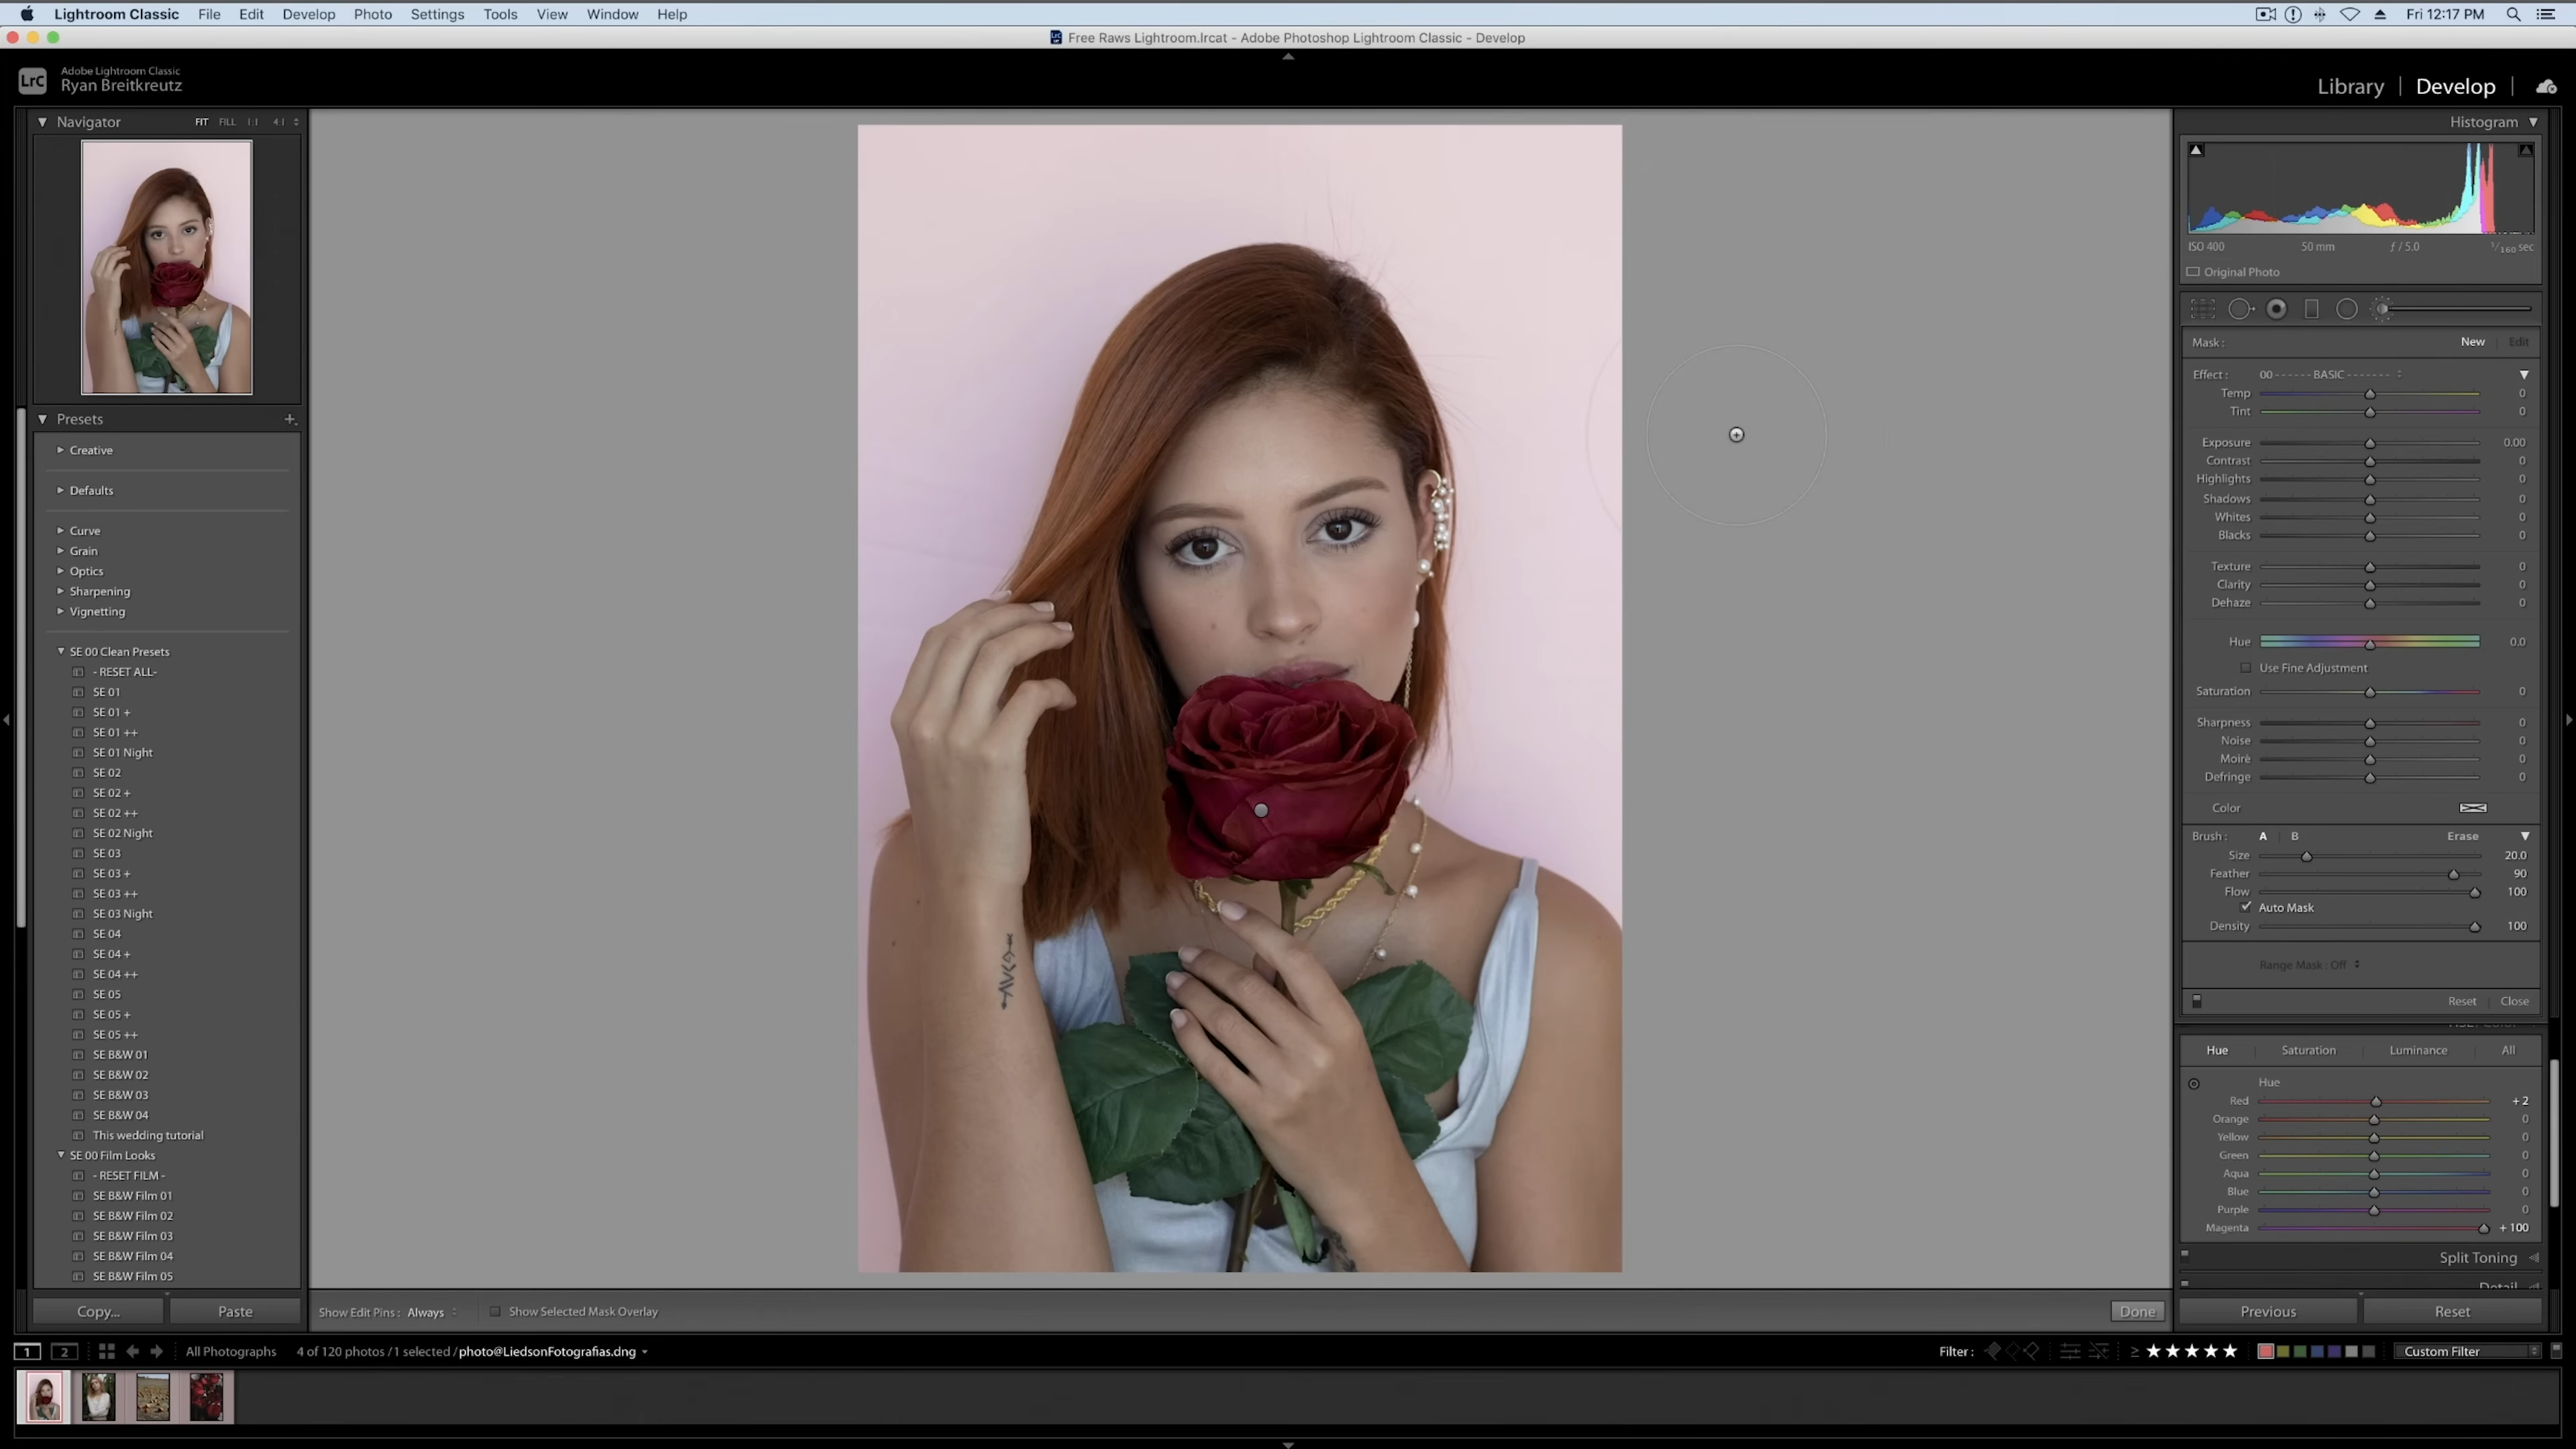 Lightroom Classic File Edit Develop Photo Settings Tools View Window Help Fri 12:17 PM
Free Raws Lightroom.lrcat - Adobe Photoshop Lightroom Classic - Develop
LrC Adobe Lightroom Classic
Ryan Breitkreutz
Library | Develop |
Navigator FIT FILL 1:1 4:1
Presets +
Creative
Defaults
Curve
Grain
Optics
Sharpening
Vignetting
SE 00 Clean Presets
- RESET ALL-
SE 01
SE 01 +
SE 01 ++
SE 01 Night
SE 02
SE 02 +
SE 02 ++
SE 02 Night
SE 03
SE 03 +
SE 03 ++
SE 03 Night
SE 04
SE 04 +
SE 04 ++
SE 05
SE 05 +
SE 05 ++
SE B&W 01
SE B&W 02
SE B&W 03
SE B&W 04
This wedding tutorial
SE 00 Film Looks
- RESET FILM -
SE B&W Film 01
SE B&W Film 02
SE B&W Film 03
SE B&W Film 04
SE B&W Film 05
Copy... Paste
Show Edit Pins : Always Show Selected Mask Overlay Done
Histogram
ISO 400 50 mm ƒ / 5.0 1/160 sec
Original Photo
Mask : New Edit
Effect : 00 ------ BASIC -------
Temp 0
Tint 0
Exposure 0.00
Contrast 0
Highlights 0
Shadows 0
Whites 0
Blacks 0
Texture 0
Clarity 0
Dehaze 0
Hue 0.0
Use Fine Adjustment
Saturation 0
Sharpness 0
Noise 0
Moiré 0
Defringe 0
Color
Brush : A B Erase
Size 20.0
Feather 90
Flow 100
Auto Mask
Density 100
Range Mask : Off
Reset Close
Hue Saturation Luminance All
Hue
Red + 2
Orange 0
Yellow 0
Green 0
Aqua 0
Blue 0
Purple 0
Magenta + 100
Split Toning
Detail
Previous Reset
1 2 All Photographs 4 of 120 photos / 1 selected / photo@LiedsonFotografias.dng Filter : ≥ ★★★★★ Custom Filter